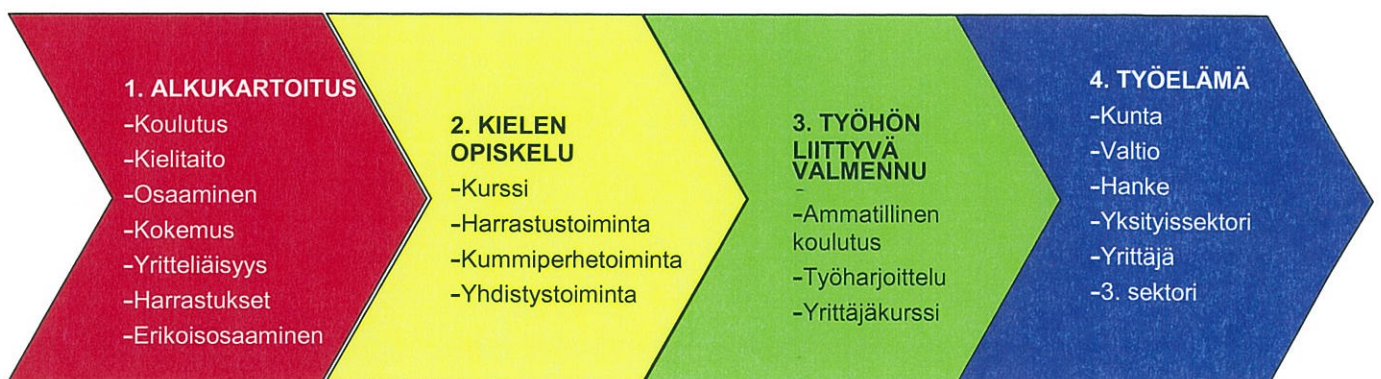 1. ALKUKARTOITUS
-Koulutus
-Kielitaito
-Osaaminen
-Kokemus
-Yritteliäisyys
-Harrastukset
-Erikoisosaaminen
2. KIELEN
OPISKELU
-Kurssi
-Harrastustoiminta
-Kummiperhetoiminta
-Yhdistystoiminta
3. TYÖHÖN
LIITTYVÄ
VALMENNU
-Ammatillinen
koulutus
-Työharjoittelu
-Yrittäjäkurssi
4. TYÖELÄMÄ
-Kunta
-Valtio
-Hanke
-Yksityissektori
-Yrittäjä
-3. sektori